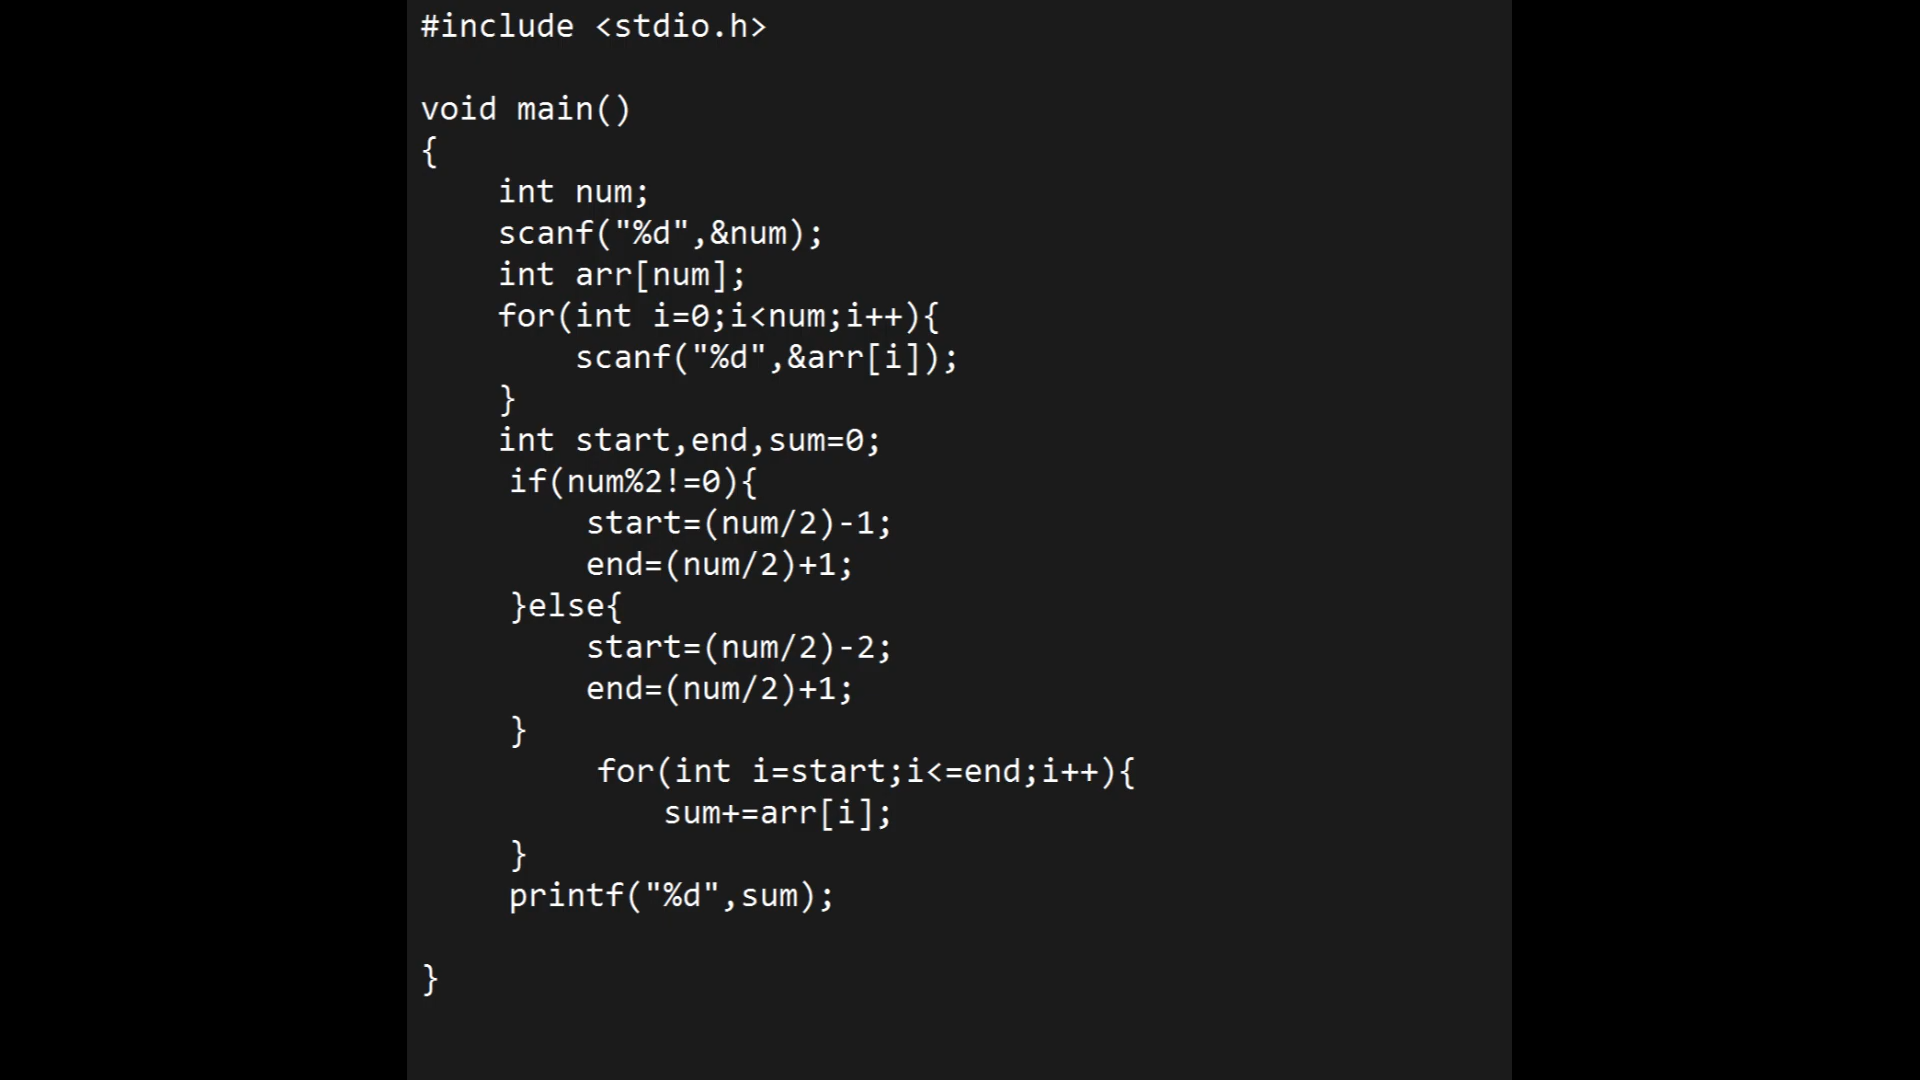 #include <stdio.h>
void main()
{
int num;
scanf("%d",&num);
int arr[num];
for(int i=0;i<num;i++){
scanf("%d",&arr[i]);
}
int start,end,sum=0;
if(num%2!=0){
start=(num/2)-1;
end=(num/2)+1;
}else{
start=(num/2)-2;
end=(num/2)+1;
}
for(int i=start;i<=end;i++){
sum+=arr[i];
}
printf("%d",sum);
}